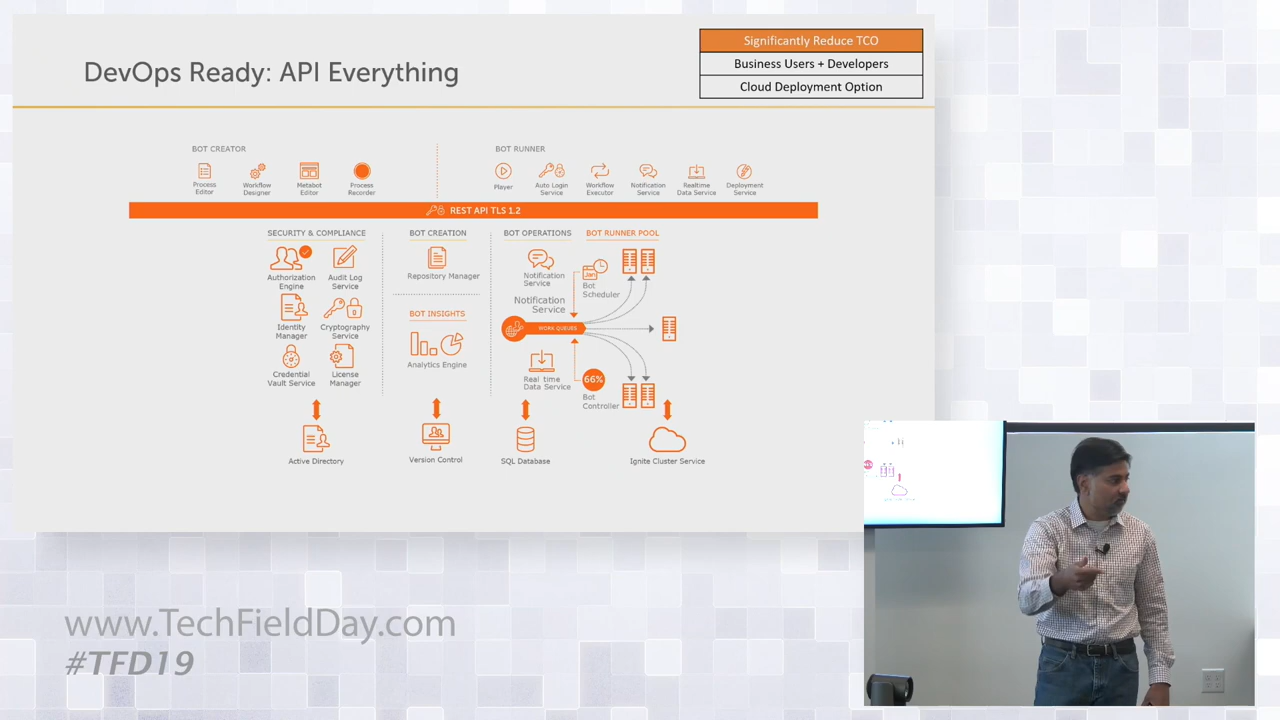 DevOps Ready: API Everything
Significantly Reduce TCO
Business Users + Developers
Cloud Deployment Option
BOT CREATOR
Process
Editor
Workflow
Designer
Metabot
Editor
Process
Recorder
BOT RUNNER
Player
Auto Login
Service
Workflow
Executor
Notification
Service
Realtime
Data Service
Deployment
Service
REST API TLS 1.2
SECURITY & COMPLIANCE
Authorization
Engine
Audit Log
Service
Identity
Manager
Cryptography
Service
Credential
Vault Service
License
Manager
BOT CREATION
Repository Manager
BOT INSIGHTS
Analytics Engine
BOT OPERATIONS
Notification
Service
Notification
Service
WORK QUEUES
Real time
Data Service
BOT RUNNER POOL
Jan
Bot
Scheduler
66%
Bot
Controller
Active Directory
Version Control
SQL Database
Ignite Cluster Service
www.TechFieldDay.com
#TFD19